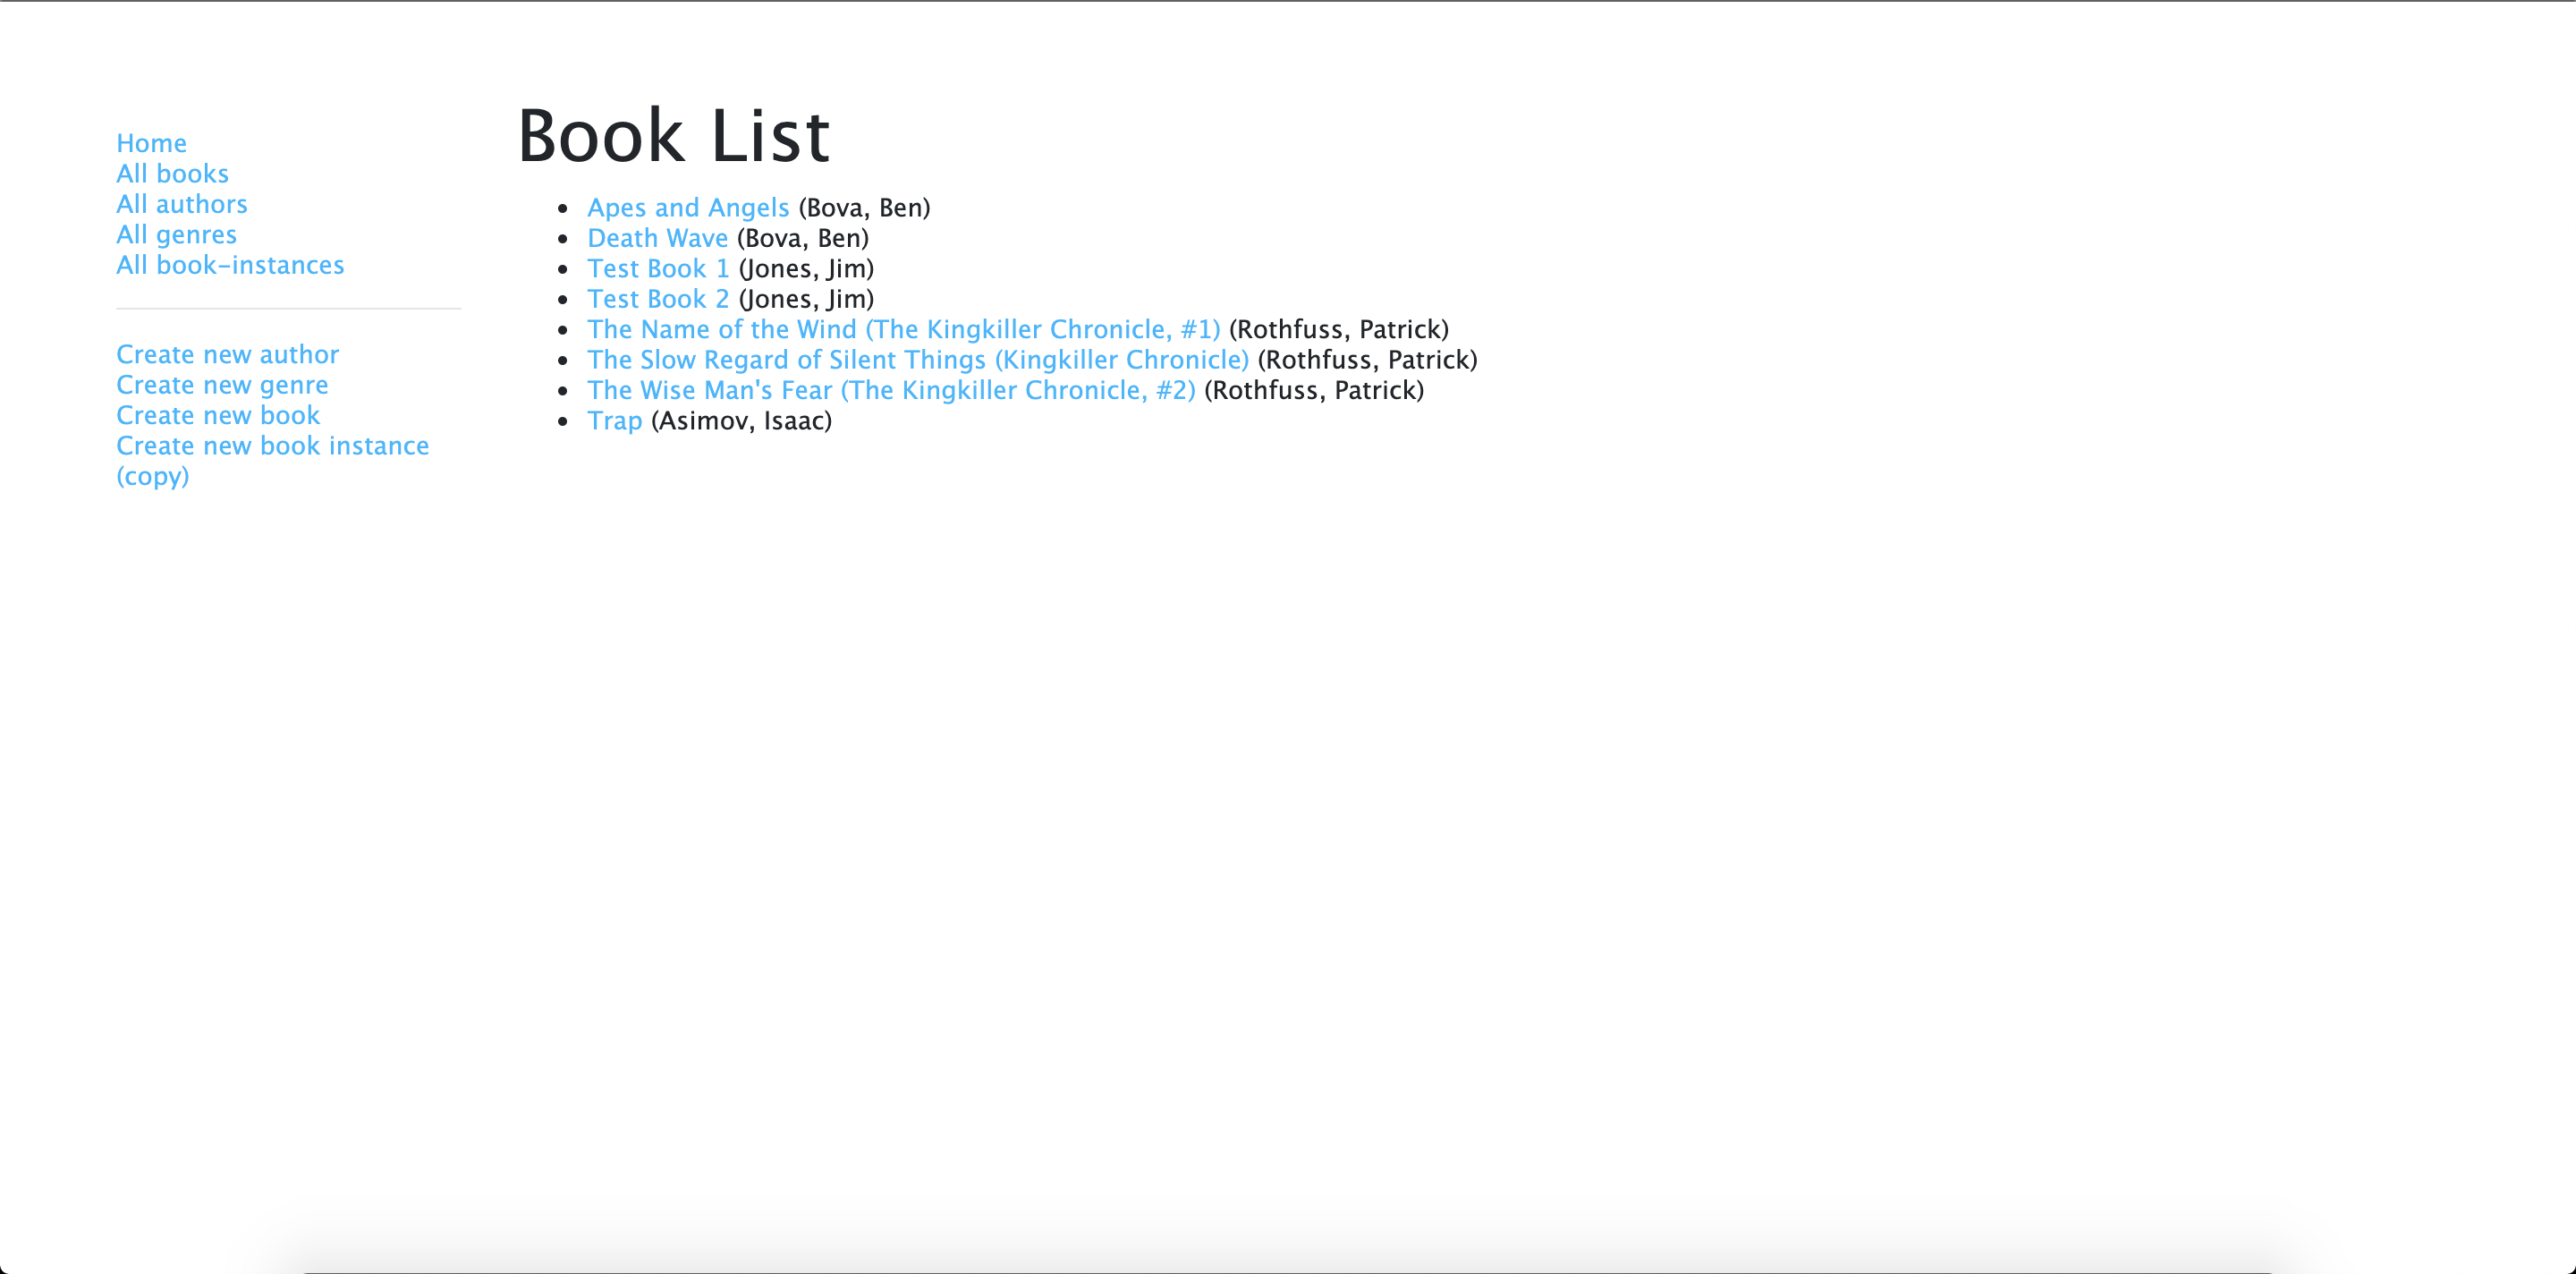 Home
All books
All authors
All genres
All book-instances
Create new author
Create new genre
Create new book
Create new book instance
(copy)
Book List
Apes and Angels (Bova, Ben)
Death Wave (Bova, Ben)
Test Book 1 (Jones, Jim)
Test Book 2 (Jones, Jim)
The Name of the Wind (The Kingkiller Chronicle, #1) (Rothfuss, Patrick)
The Slow Regard of Silent Things (Kingkiller Chronicle) (Rothfuss, Patrick)
The Wise Man's Fear (The Kingkiller Chronicle, #2) (Rothfuss, Patrick)
Trap (Asimov, Isaac)